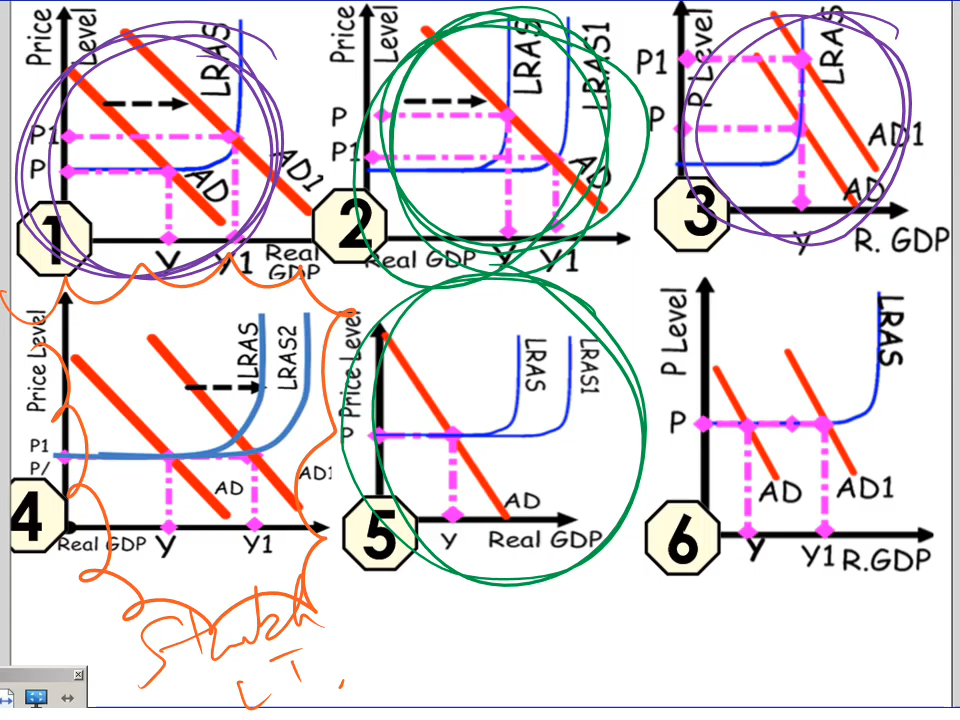 Price Level
LRAS
P1
P
AD
AD1
1
Y
Y1
Real GDP
Price Level
LRAS
LRAS1
P
P1
AD
2
Real GDP
Y
Y1
P Level
LRAS
P1
P
AD1
AD
3
Y
R. GDP
Price Level
LRAS
LRAS2
P1
P/
AD
AD1
4
Real GDP
Y
Y1
Price Level
LRAS
LRAS1
P
AD
5
Y
Real GDP
P Level
LRAS
P
AD
AD1
6
Y
Y1
R.GDP